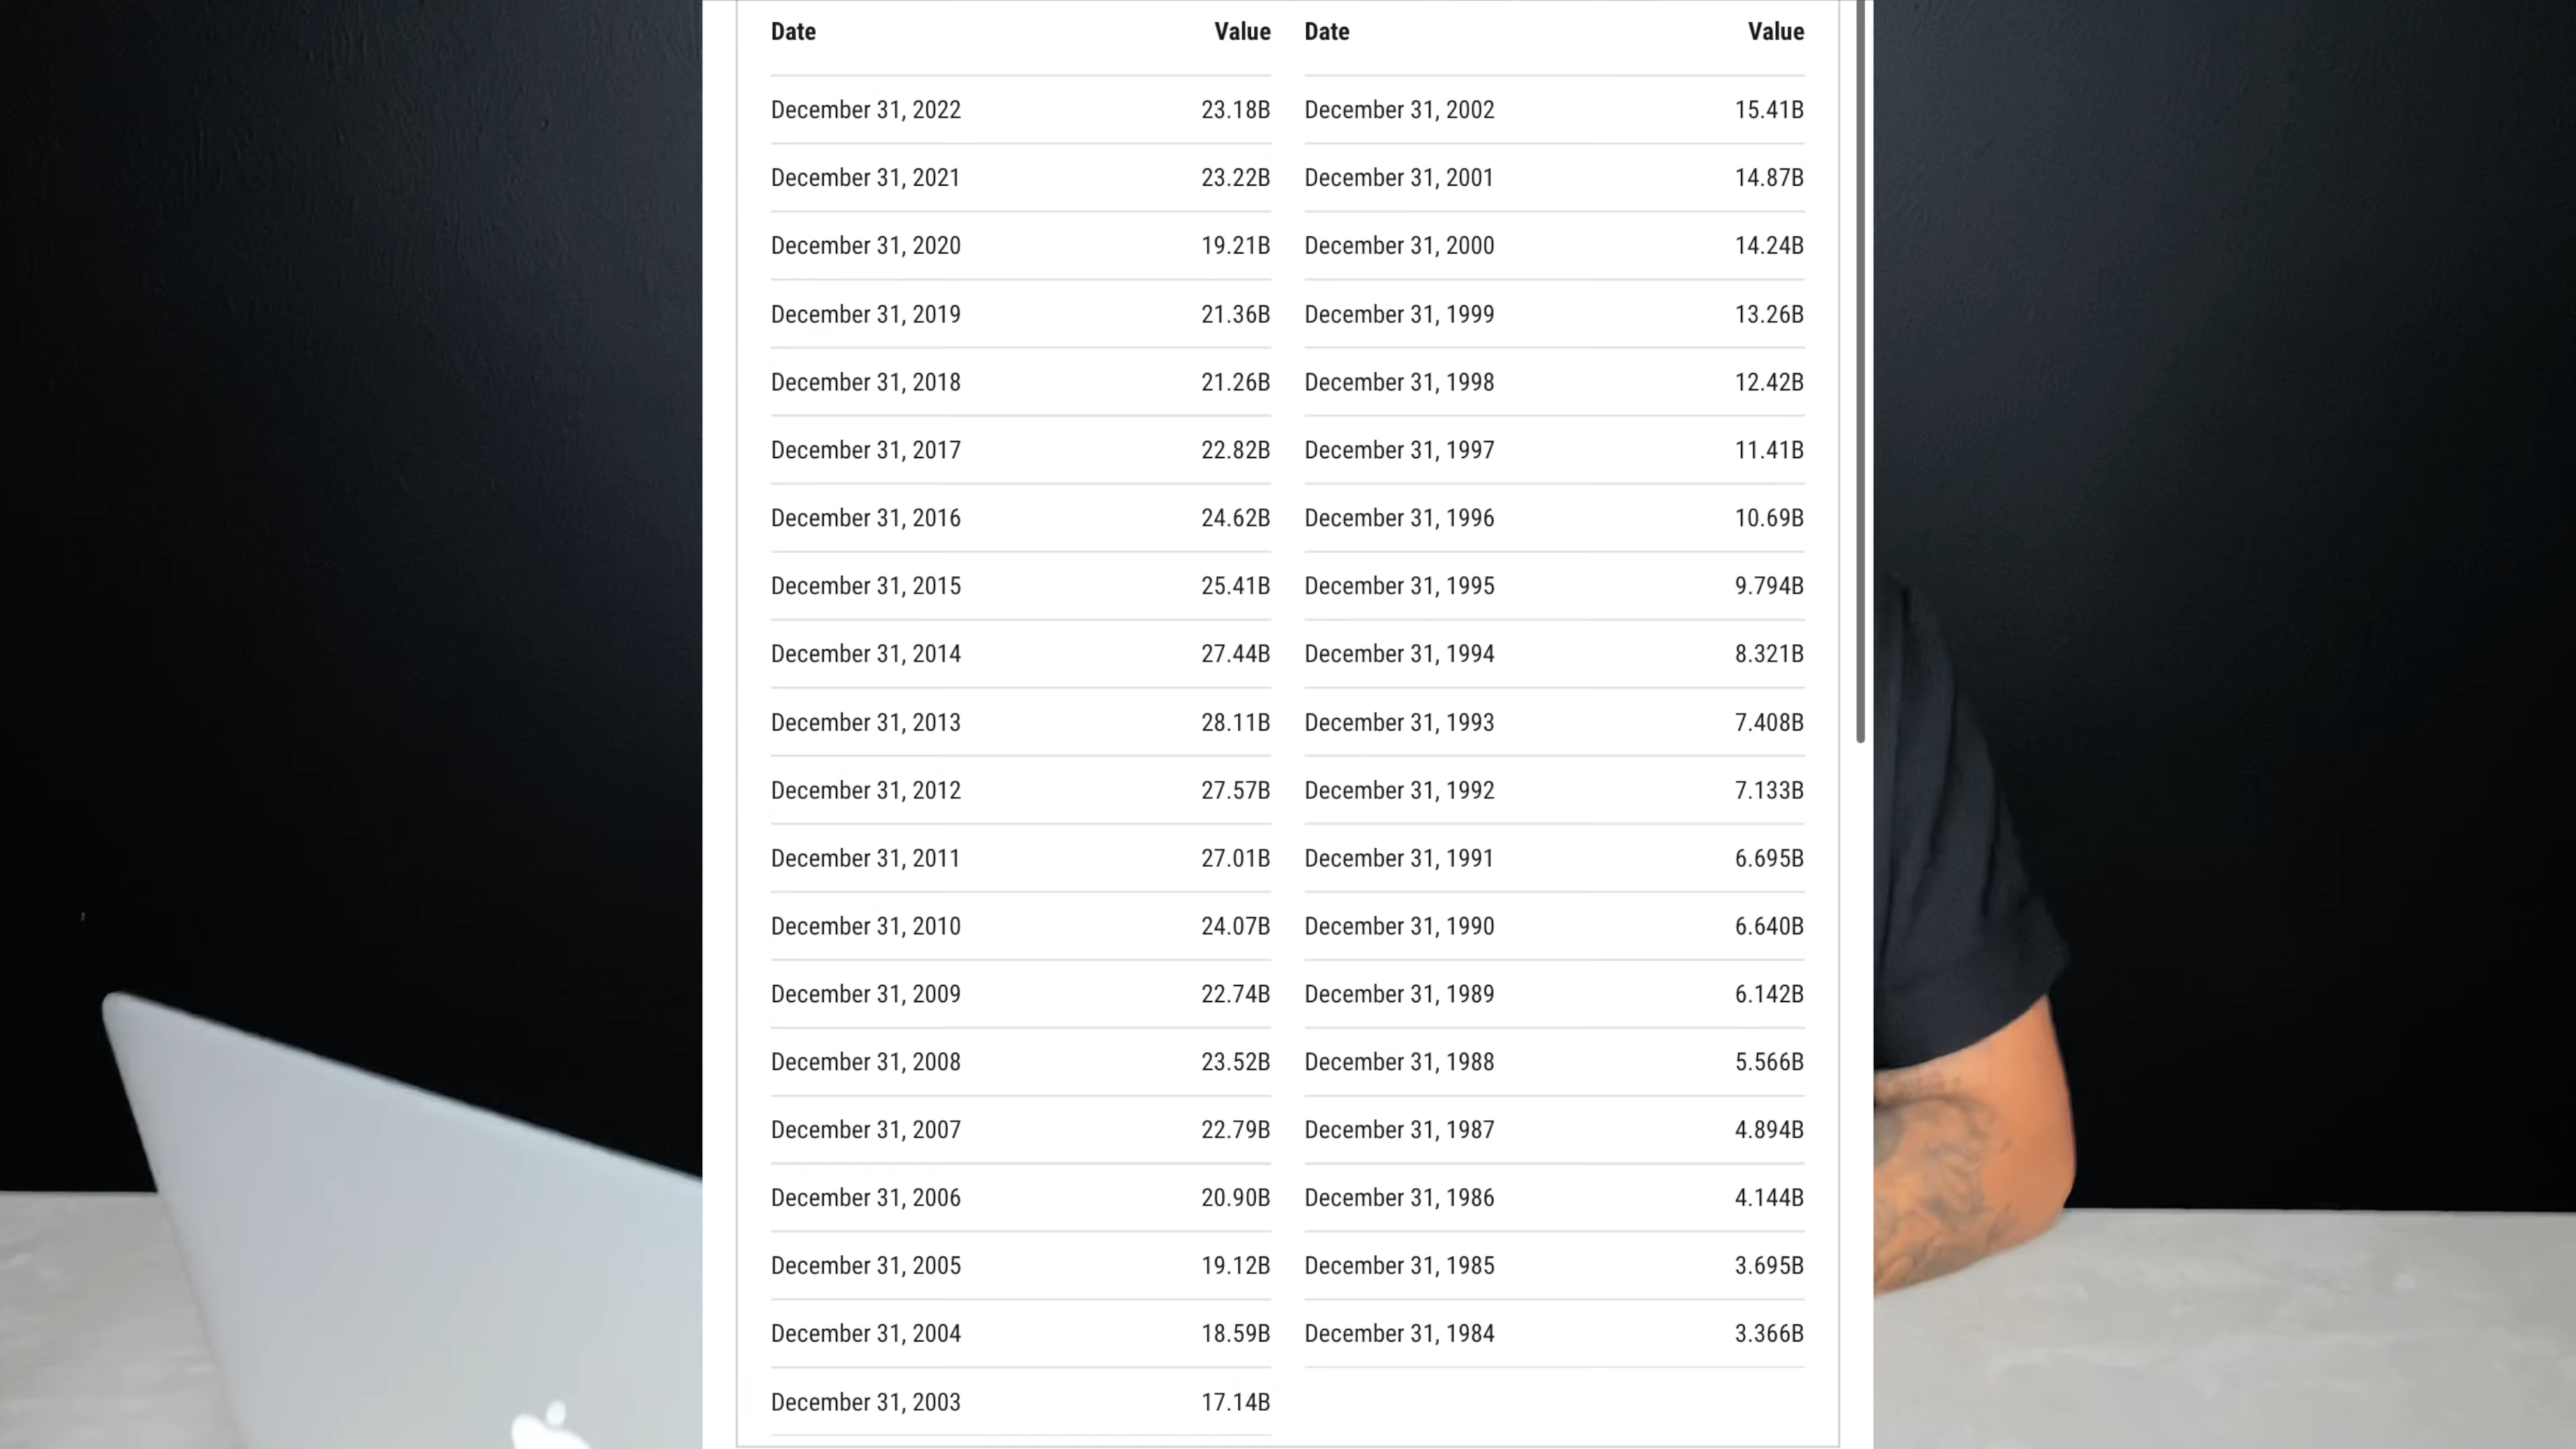 Date Value Date Value
December 31, 2022 23.18B December 31, 2002 15.41B
December 31, 2021 23.22B December 31, 2001 14.87B
December 31, 2020 19.21B December 31, 2000 14.24B
December 31, 2019 21.36B December 31, 1999 13.26B
December 31, 2018 21.26B December 31, 1998 12.42B
December 31, 2017 22.82B December 31, 1997 11.41B
December 31, 2016 24.62B December 31, 1996 10.69B
December 31, 2015 25.41B December 31, 1995 9.794B
December 31, 2014 27.44B December 31, 1994 8.321B
December 31, 2013 28.11B December 31, 1993 7.408B
December 31, 2012 27.57B December 31, 1992 7.133B
December 31, 2011 27.01B December 31, 1991 6.695B
December 31, 2010 24.07B December 31, 1990 6.640B
December 31, 2009 22.74B December 31, 1989 6.142B
December 31, 2008 23.52B December 31, 1988 5.566B
December 31, 2007 22.79B December 31, 1987 4.894B
December 31, 2006 20.90B December 31, 1986 4.144B
December 31, 2005 19.12B December 31, 1985 3.695B
December 31, 2004 18.59B December 31, 1984 3.366B
December 31, 2003 17.14B